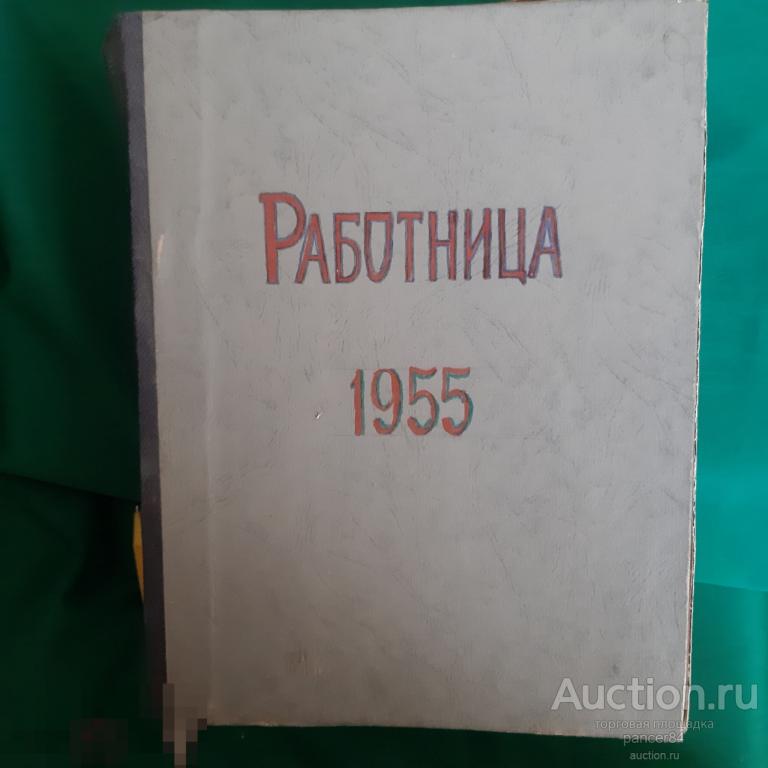 РАБОТНИЦА
1955
Auction.ru
торговая площадка
pancer84
auction.ru